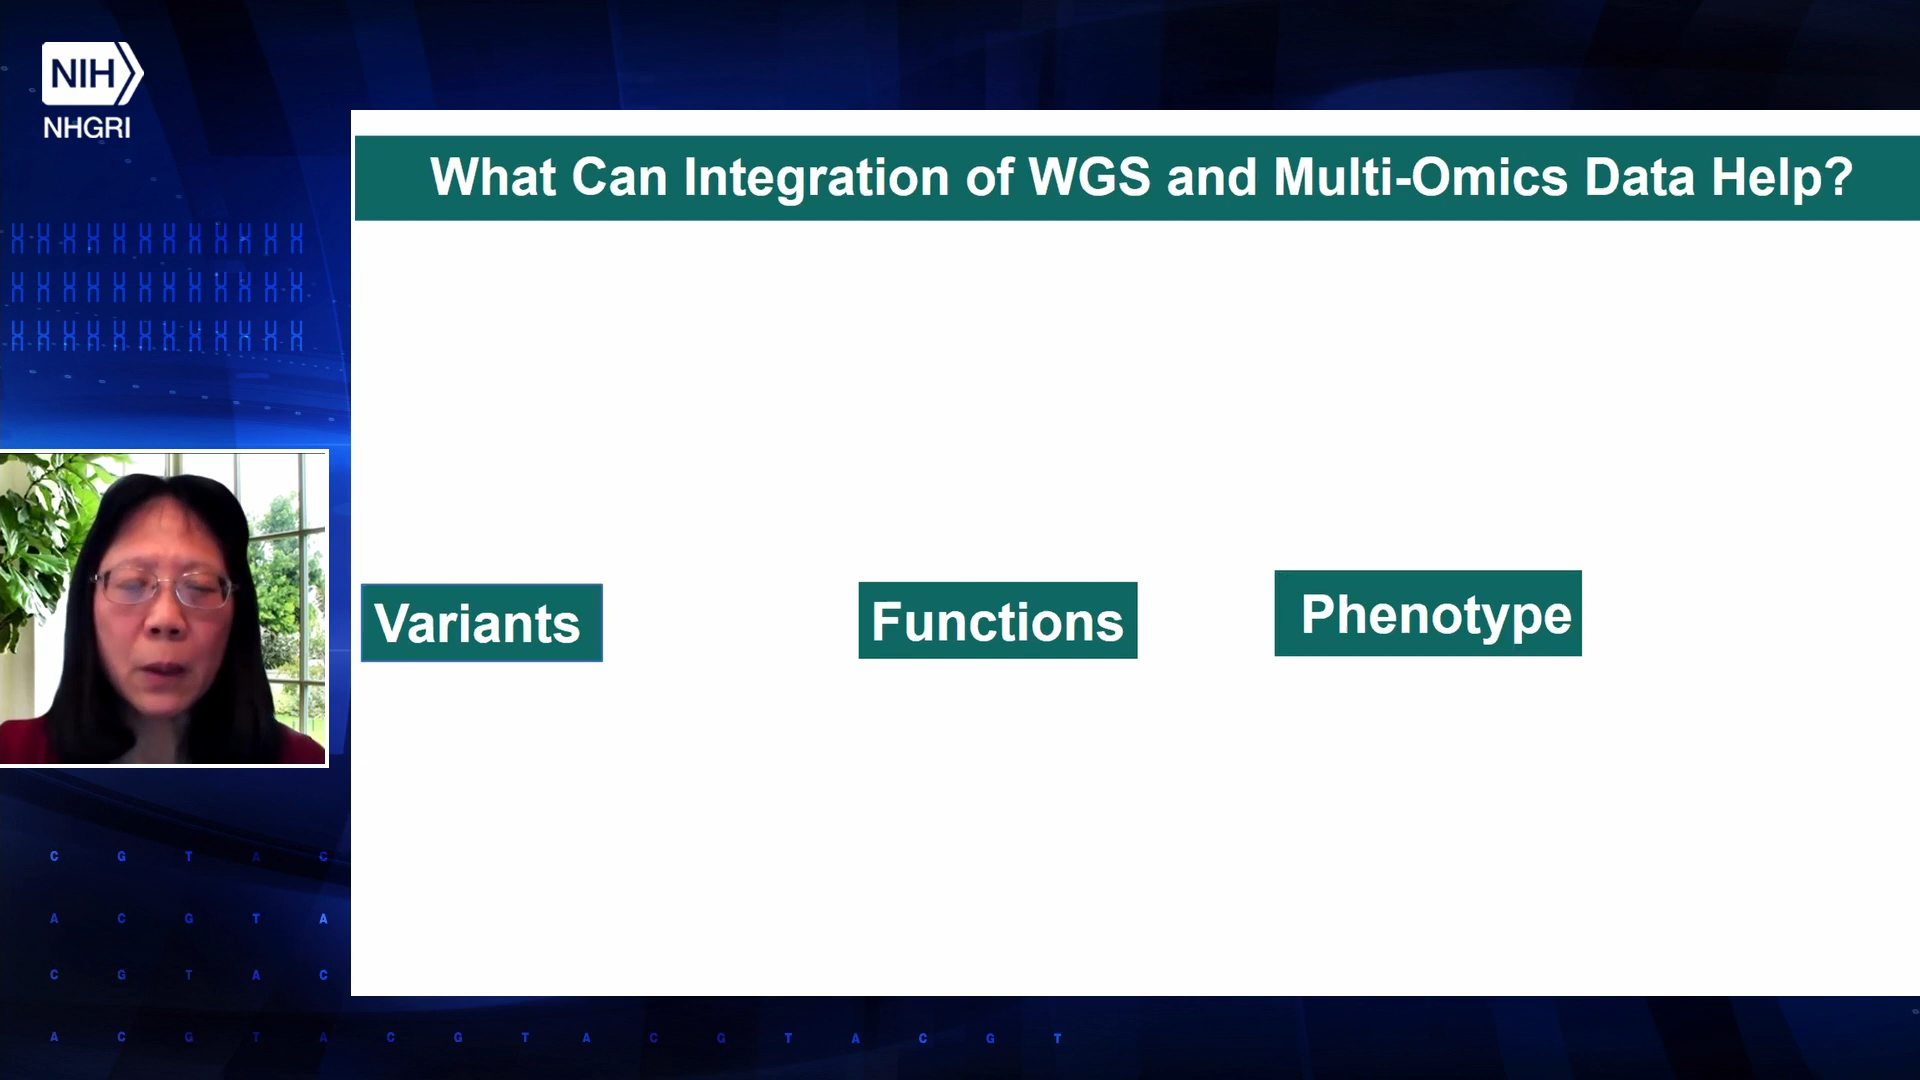 NIH
NHGRI
What Can Integration of WGS and Multi-Omics Data Help?
Variants
Functions
Phenotype
C G T A C
A C G T A
C G T A C
A C G T A C G T A C G T A C G T